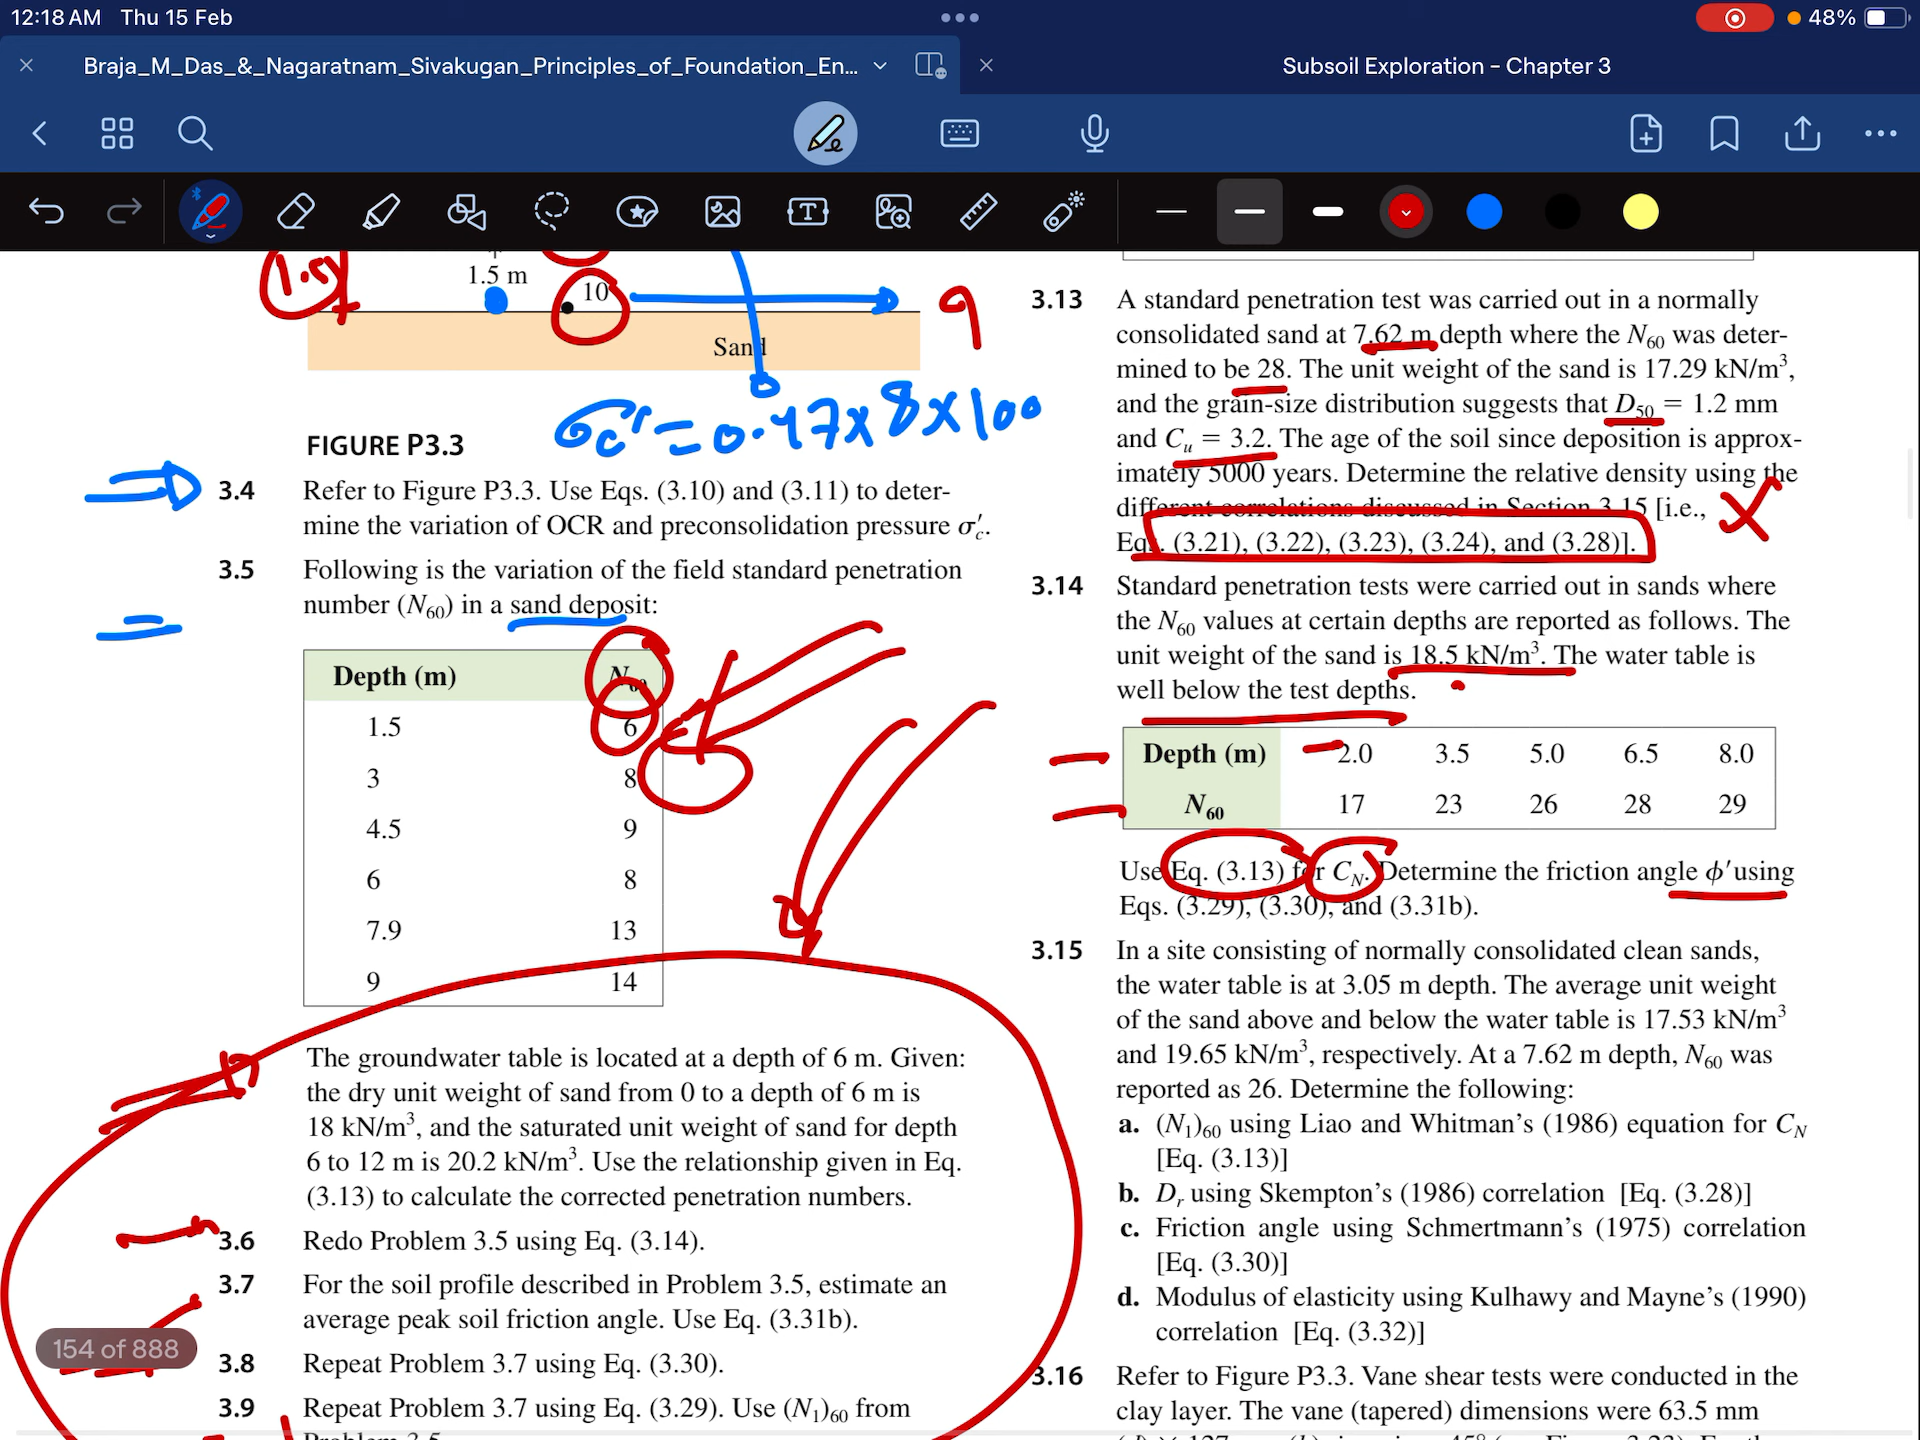 12:18 AM Thu 15 Feb
48%
Braja_M_Das_&_Nagaratnam_Sivakugan_Principles_of_Foundation_En...
Subsoil Exploration - Chapter 3
1.5
1.5 m
10
9
Sand
σc' = 0.47 x 8 x 100
FIGURE P3.3
3.4 Refer to Figure P3.3. Use Eqs. (3.10) and (3.11) to deter-
mine the variation of OCR and preconsolidation pressure σ′c.
3.5 Following is the variation of the field standard penetration
number (N60) in a sand deposit:
Depth (m) N60
1.5 6
3 8
4.5 9
6 8
7.9 13
9 14
The groundwater table is located at a depth of 6 m. Given:
the dry unit weight of sand from 0 to a depth of 6 m is
18 kN/m³, and the saturated unit weight of sand for depth
6 to 12 m is 20.2 kN/m³. Use the relationship given in Eq.
(3.13) to calculate the corrected penetration numbers.
3.6 Redo Problem 3.5 using Eq. (3.14).
3.7 For the soil profile described in Problem 3.5, estimate an
average peak soil friction angle. Use Eq. (3.31b).
154 of 888
3.8 Repeat Problem 3.7 using Eq. (3.30).
3.9 Repeat Problem 3.7 using Eq. (3.29). Use (N1)60 from
Problem 3.5
3.13 A standard penetration test was carried out in a normally
consolidated sand at 7.62 m depth where the N60 was deter-
mined to be 28. The unit weight of the sand is 17.29 kN/m³,
and the grain-size distribution suggests that D50 = 1.2 mm
and Cu = 3.2. The age of the soil since deposition is approx-
imately 5000 years. Determine the relative density using the
different correlations discussed in Section 3.15 [i.e.,
Eqs. (3.21), (3.22), (3.23), (3.24), and (3.28)].
3.14 Standard penetration tests were carried out in sands where
the N60 values at certain depths are reported as follows. The
unit weight of the sand is 18.5 kN/m³. The water table is
well below the test depths.
Depth (m) 2.0 3.5 5.0 6.5 8.0
N60 17 23 26 28 29
Use Eq. (3.13) for CN. Determine the friction angle ϕ′ using
Eqs. (3.29), (3.30), and (3.31b).
3.15 In a site consisting of normally consolidated clean sands,
the water table is at 3.05 m depth. The average unit weight
of the sand above and below the water table is 17.53 kN/m³
and 19.65 kN/m³, respectively. At a 7.62 m depth, N60 was
reported as 26. Determine the following:
a. (N1)60 using Liao and Whitman's (1986) equation for CN
[Eq. (3.13)]
b. Dr using Skempton's (1986) correlation [Eq. (3.28)]
c. Friction angle using Schmertmann's (1975) correlation
[Eq. (3.30)]
d. Modulus of elasticity using Kulhawy and Mayne's (1990)
correlation [Eq. (3.32)]
3.16 Refer to Figure P3.3. Vane shear tests were conducted in the
clay layer. The vane (tapered) dimensions were 63.5 mm